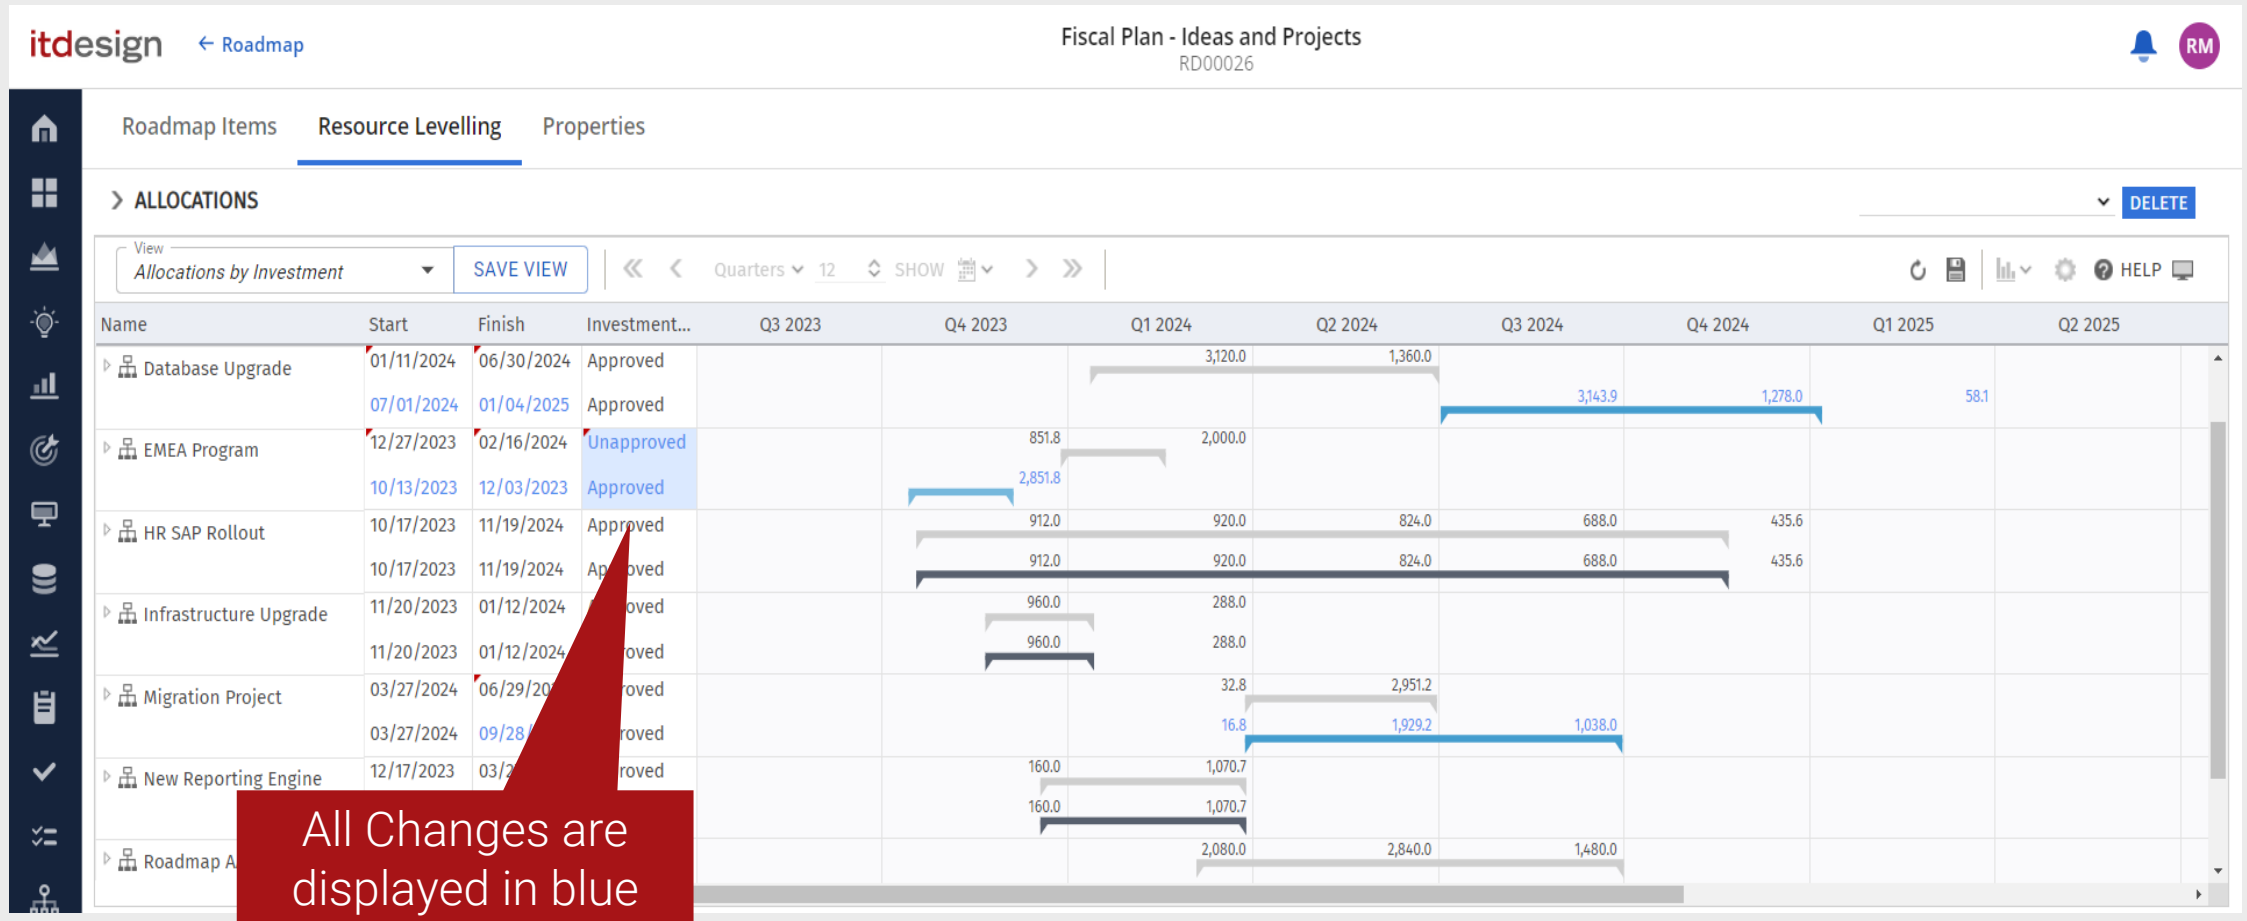 itdesign
← Roadmap
Fiscal Plan - Ideas and Projects
RD00026
RM
Roadmap Items Resource Levelling Properties
ALLOCATIONS
DELETE
View
Allocations by Investment
SAVE VIEW
Quarters 12 SHOW
HELP
Name Start Finish Investment... Q3 2023 Q4 2023 Q1 2024 Q2 2024 Q3 2024 Q4 2024 Q1 2025 Q2 2025
Database Upgrade 01/11/2024 06/30/2024 Approved 3,120.0 1,360.0
07/01/2024 01/04/2025 Approved 3,143.9 1,278.0 58.1
EMEA Program 12/27/2023 02/16/2024 Unapproved 851.8 2,000.0
10/13/2023 12/03/2023 Approved 2,851.8
HR SAP Rollout 10/17/2023 11/19/2024 Approved 912.0 920.0 824.0 688.0 435.6
10/17/2023 11/19/2024 Approved 912.0 920.0 824.0 688.0 435.6
Infrastructure Upgrade 11/20/2023 01/12/2024 960.0 288.0
11/20/2023 01/12/2024 960.0 288.0
Migration Project 03/27/2024 32.8 2,951.2
03/27/2024 16.8 1,929.2 1,038.0
New Reporting Engine 12/17/2023 160.0 1,070.7
160.0 1,070.7
Roadmap 2,080.0 2,840.0 1,480.0
All Changes are
displayed in blue